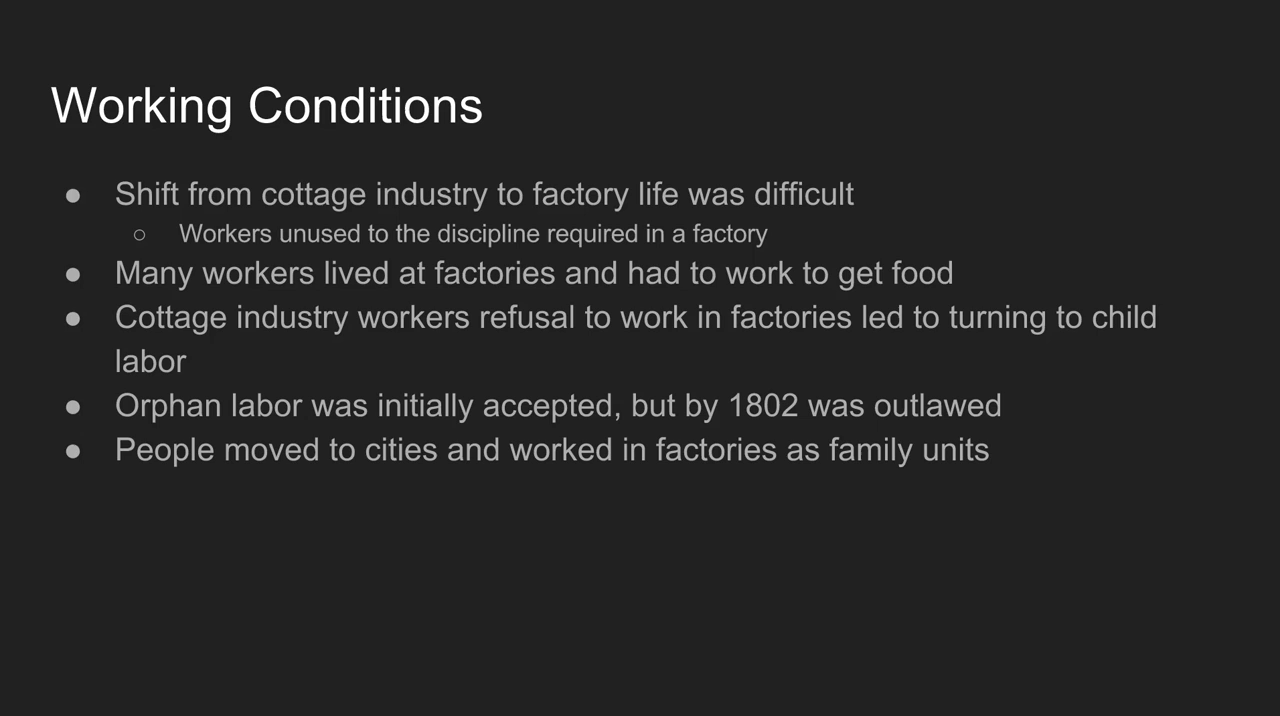 Working Conditions
● Shift from cottage industry to factory life was difficult
○ Workers unused to the discipline required in a factory
● Many workers lived at factories and had to work to get food
● Cottage industry workers refusal to work in factories led to turning to child
labor
● Orphan labor was initially accepted, but by 1802 was outlawed
● People moved to cities and worked in factories as family units